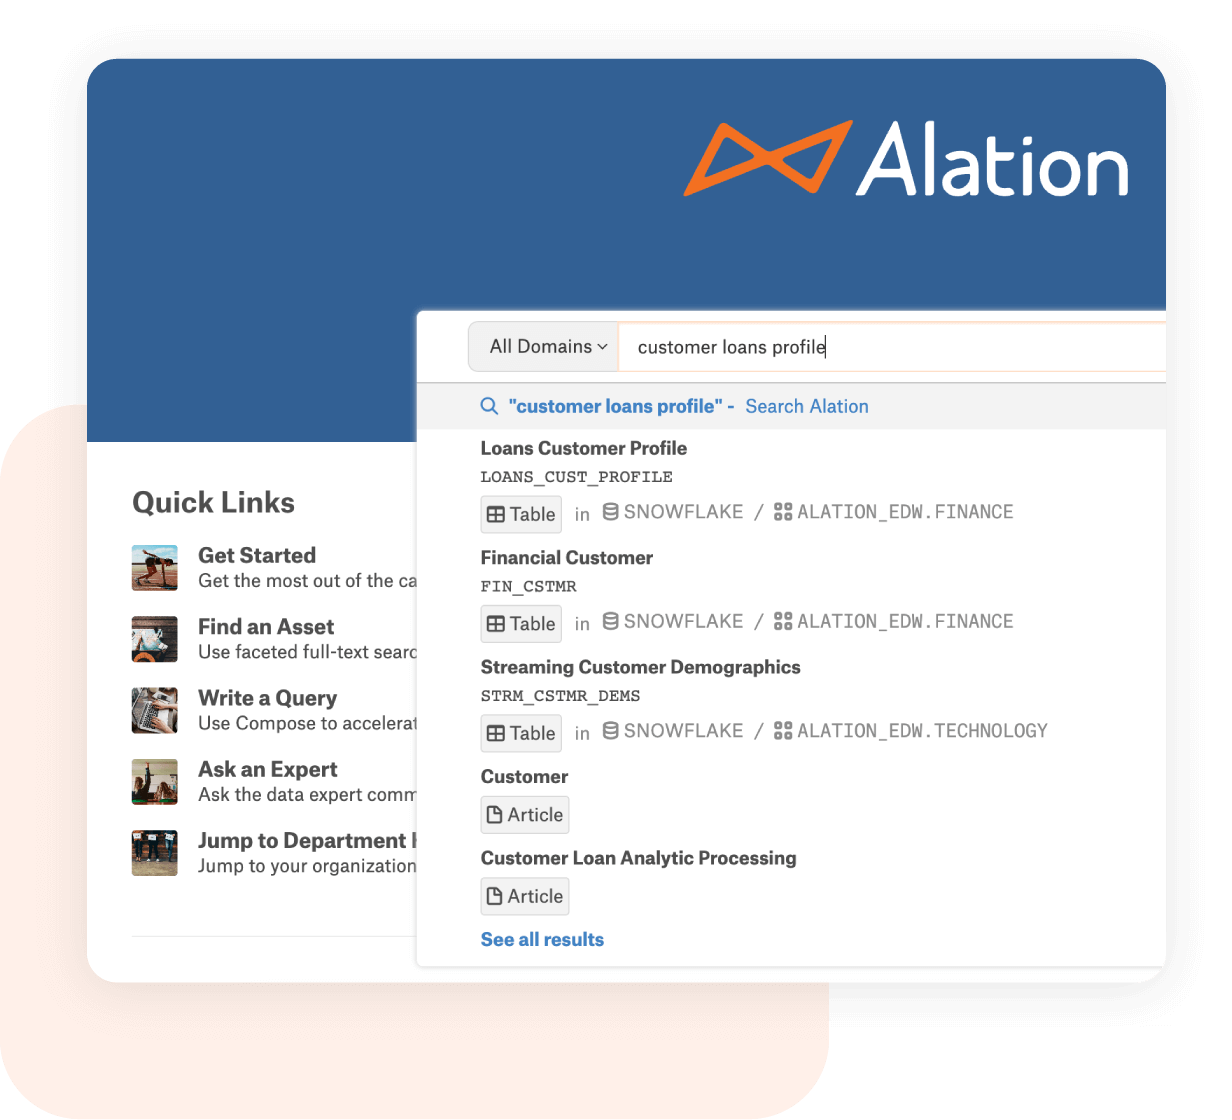 Alation
All Domains
customer loans profile
"customer loans profile" - Search Alation
Loans Customer Profile
LOANS_CUST_PROFILE
Table in SNOWFLAKE / ALATION_EDW.FINANCE
Financial Customer
FIN_CSTMR
Table in SNOWFLAKE / ALATION_EDW.FINANCE
Streaming Customer Demographics
STRM_CSTMR_DEMS
Table in SNOWFLAKE / ALATION_EDW.TECHNOLOGY
Customer
Article
Customer Loan Analytic Processing
Article
See all results
Quick Links
Get Started
Get the most out of the ca
Find an Asset
Use faceted full-text searc
Write a Query
Use Compose to accelerat
Ask an Expert
Ask the data expert comm
Jump to Department
Jump to your organization